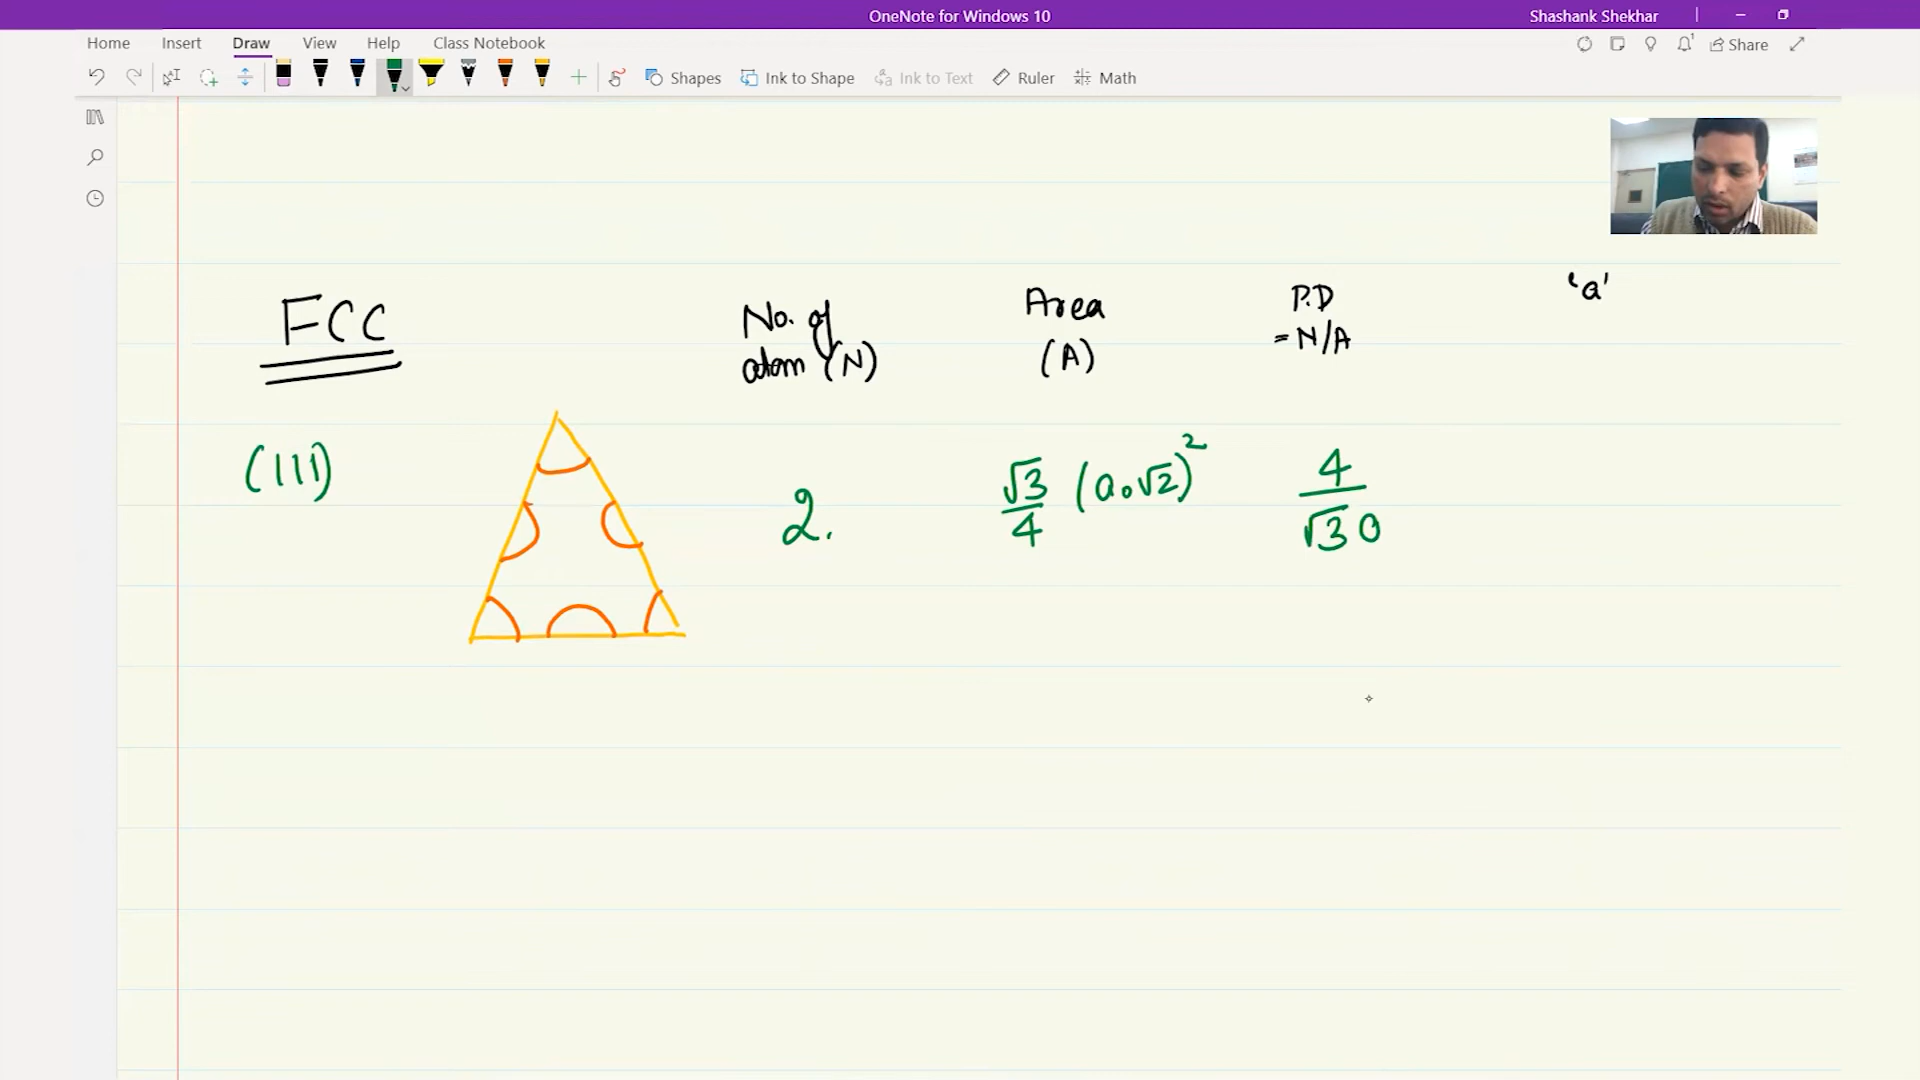 OneNote for Windows 10
Shashank Shekhar
Home Insert Draw View Help Class Notebook
Share
Shapes Ink to Shape Ink to Text Ruler Math
FCC
No. of
atom (N)
Area
(A)
P.D
= N/A
'a'
(111)
2.
√3/4 (a₀√2)²
4/√3 0